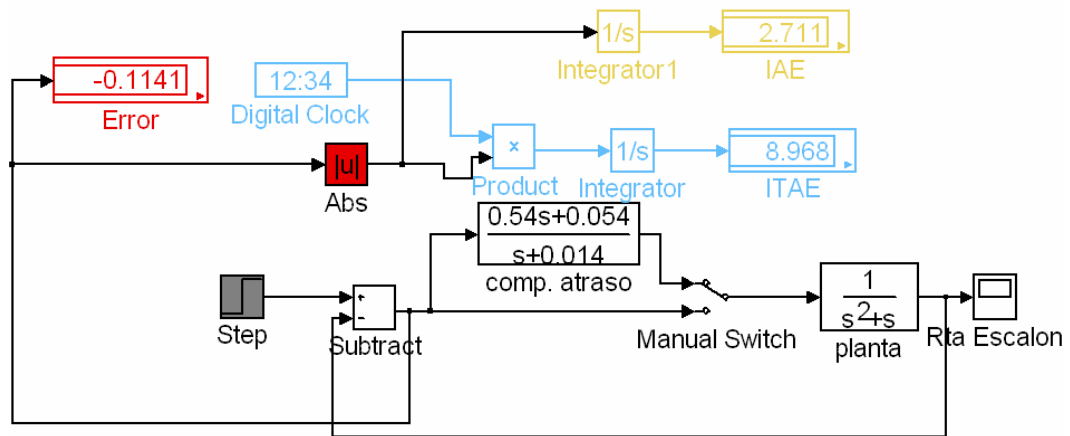 1/s
2.711
Integrator1
IAE
-0.1141
Error
12:34
Digital Clock
|u|
Abs
×
Product
1/s
Integrator
8.968
ITAE
0.54s+0.054
s+0.014
comp. atraso
Step
+
−
Subtract
Manual Switch
1
s²+s
planta
Rta Escalon